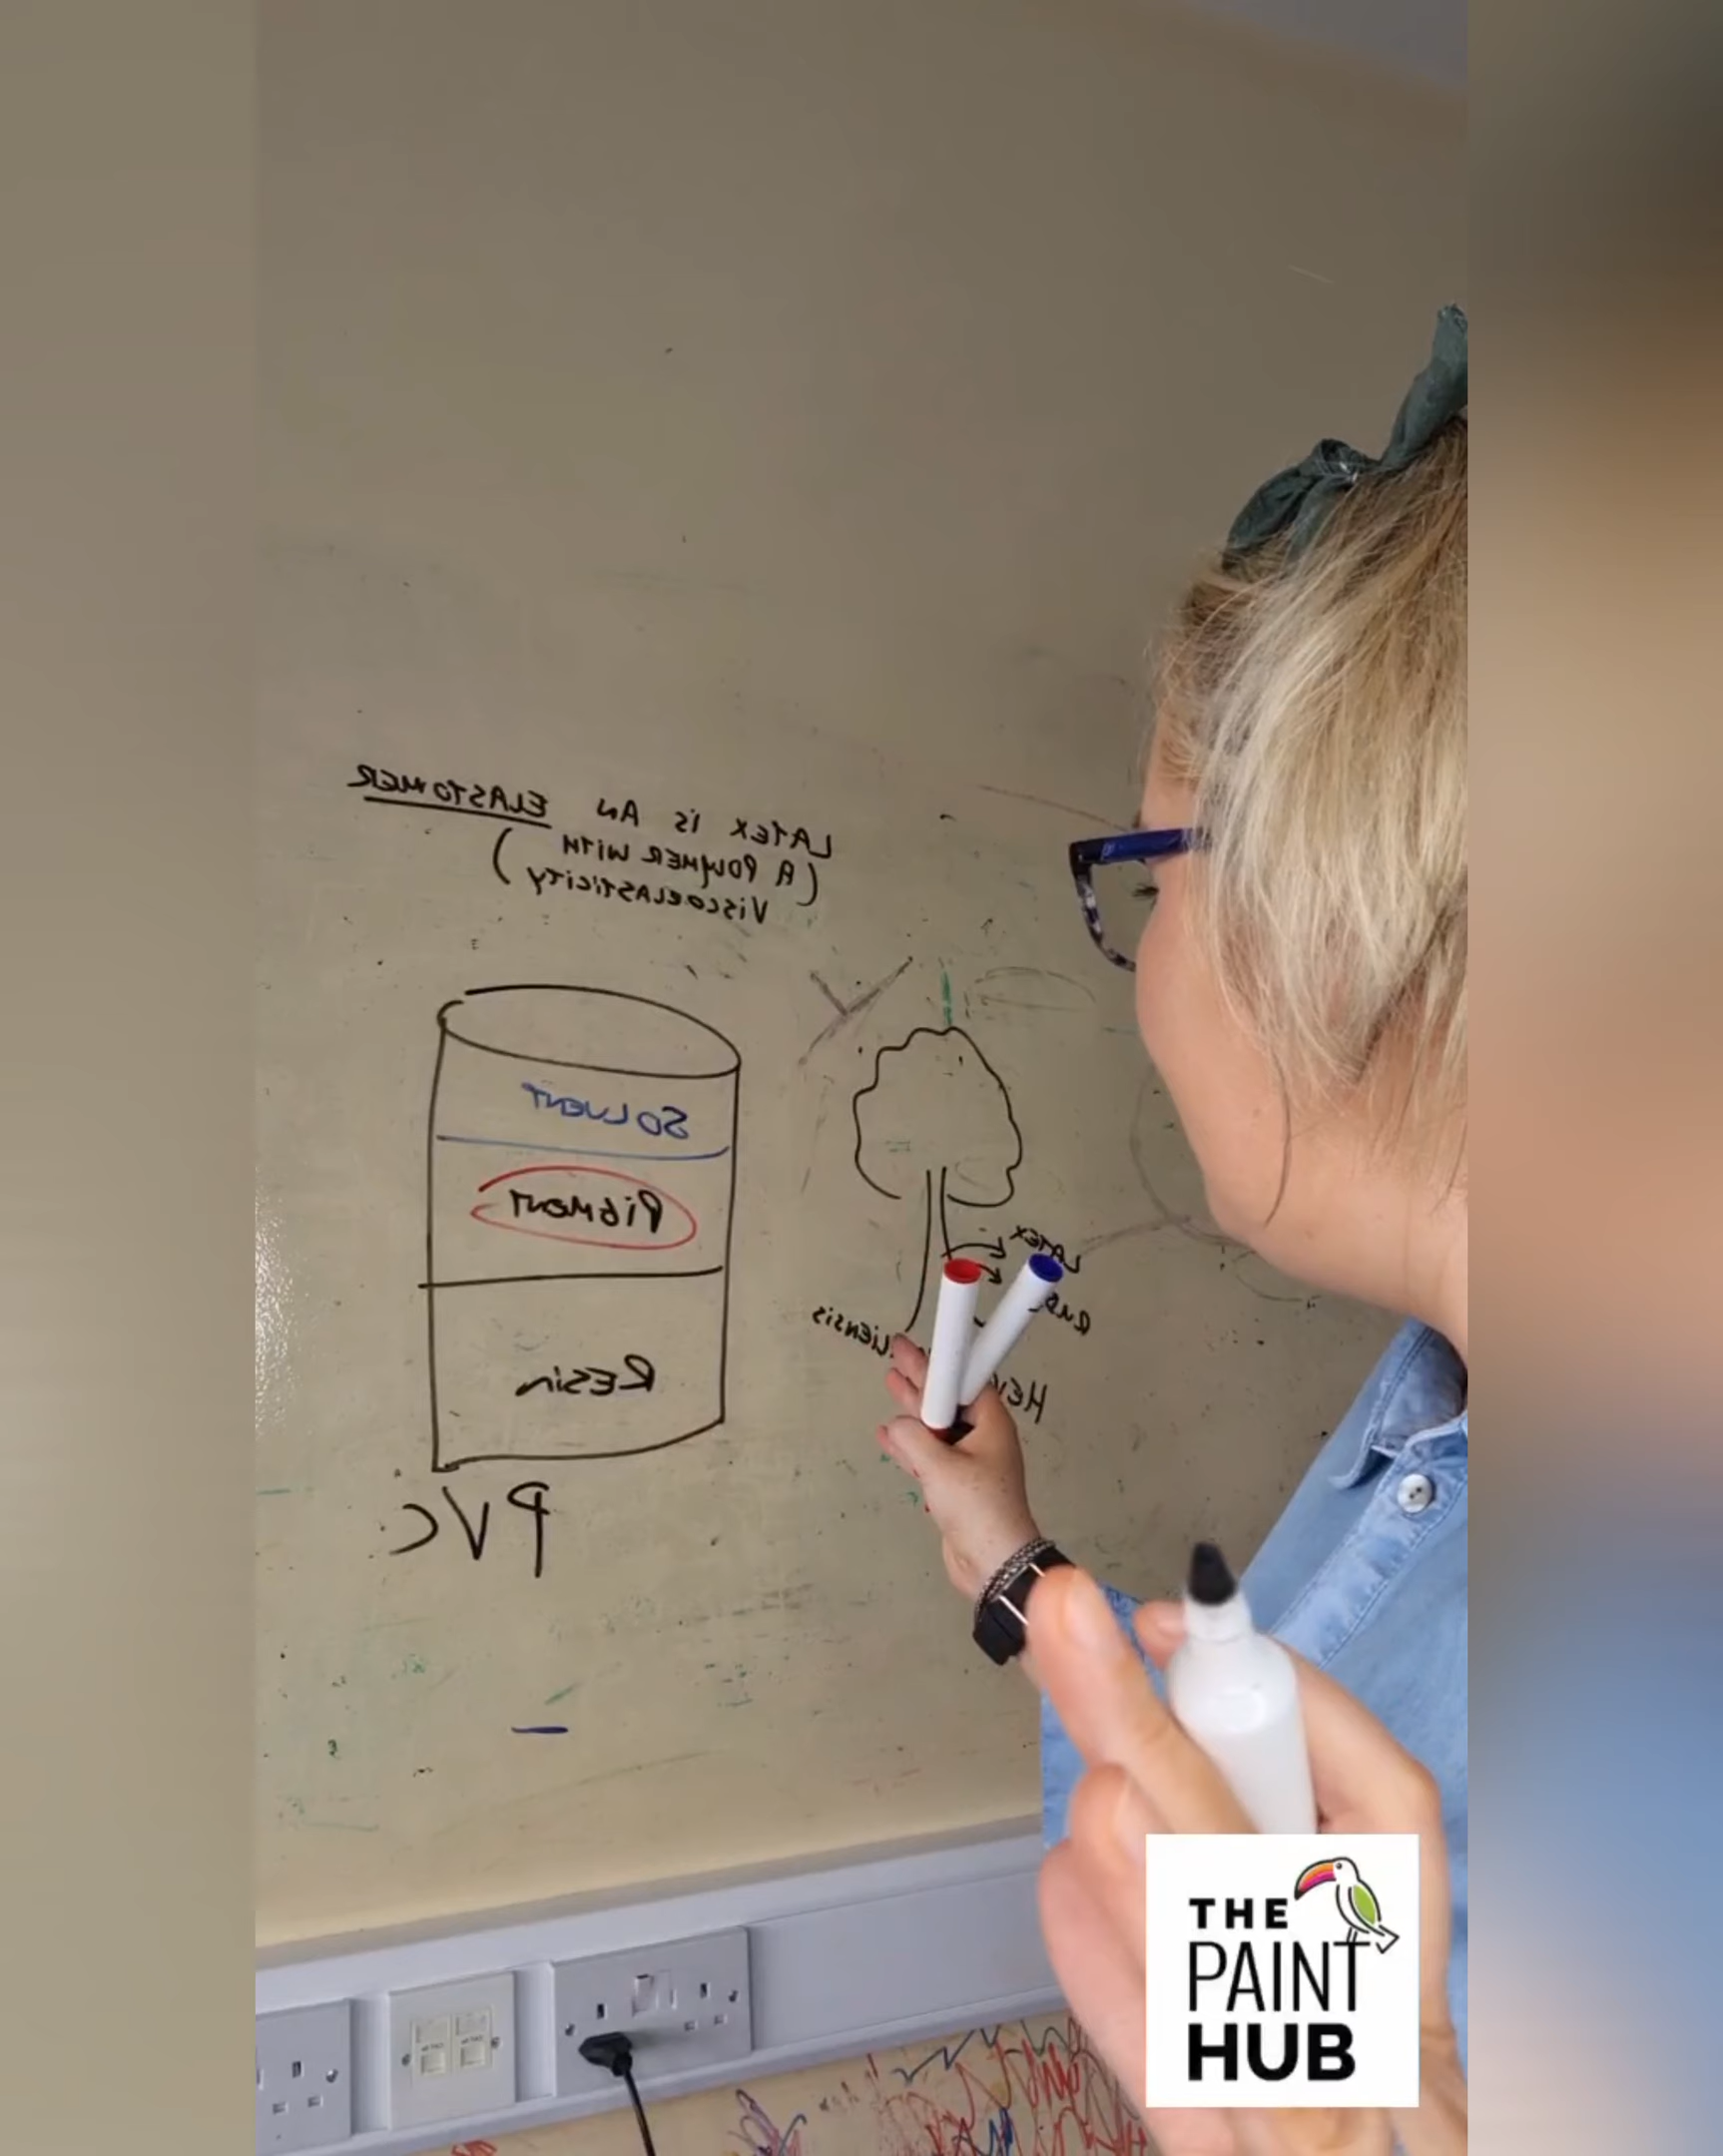 LATEX is AN ELASTOMER
(A POLYMER WITH
VISCOELASTICITY)
SOLVENT
PIGMENT
RESIN
PVC
LATEX
THE
PAINT
HUB